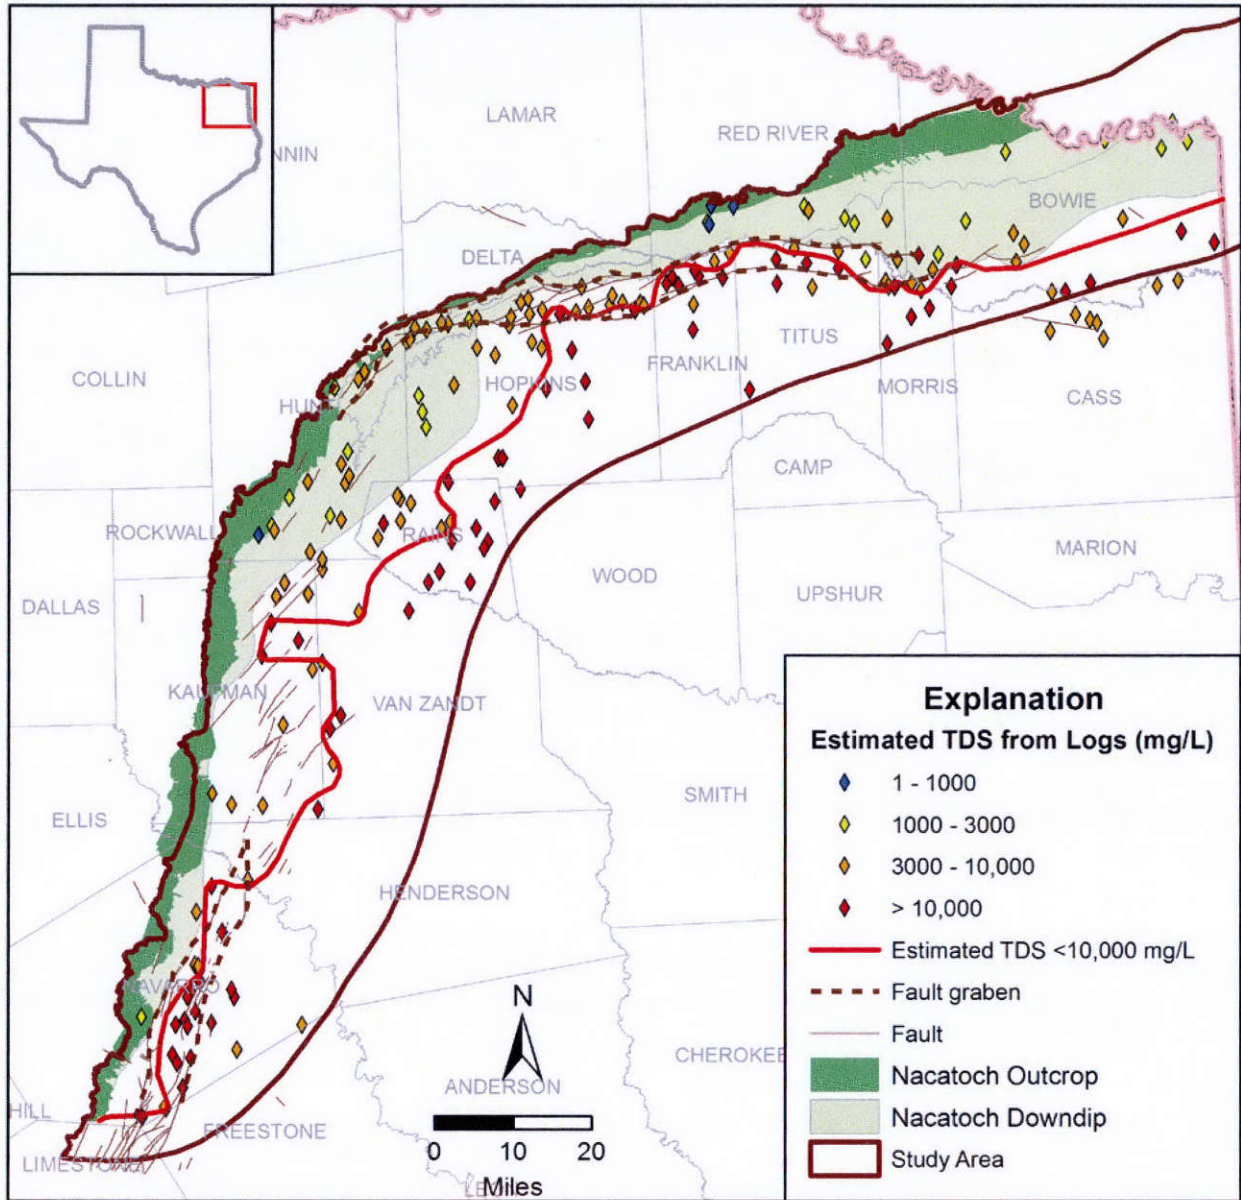 LAMAR
RED RIVER
NNIN
BOWIE
DELTA
TITUS
FRANKLIN
COLLIN
HOPKINS
MORRIS
CASS
CAMP
ROCKWALL
RAINS
MARION
WOOD
DALLAS
UPSHUR
KAUFMAN
VAN ZANDT
SMITH
ELLIS
HENDERSON
NAVARRO
CHEROKEE
ANDERSON
HILL
FREESTONE
LIMESTONE
N
0 10 20
Miles
Explanation
Estimated TDS from Logs (mg/L)
1 - 1000
1000 - 3000
3000 - 10,000
> 10,000
Estimated TDS <10,000 mg/L
Fault graben
Fault
Nacatoch Outcrop
Nacatoch Downdip
Study Area